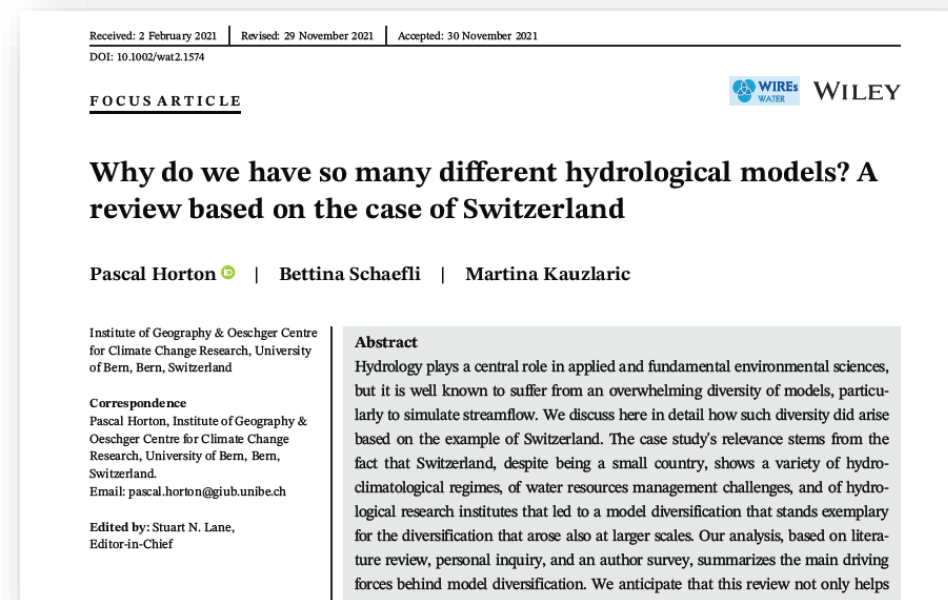 Received: 2 February 2021 | Revised: 29 November 2021 | Accepted: 30 November 2021
DOI: 10.1002/wat2.1574
FOCUS ARTICLE
WIREs
WATER
WILEY
Why do we have so many different hydrological models? A
review based on the case of Switzerland
Pascal Horton iD | Bettina Schaefli | Martina Kauzlaric
Institute of Geography & Oeschger Centre
for Climate Change Research, University
of Bern, Bern, Switzerland
Correspondence
Pascal Horton, Institute of Geography &
Oeschger Centre for Climate Change
Research, University of Bern, Bern,
Switzerland.
Email: pascal.horton@giub.unibe.ch
Edited by: Stuart N. Lane,
Editor-in-Chief
Abstract
Hydrology plays a central role in applied and fundamental environmental sciences,
but it is well known to suffer from an overwhelming diversity of models, particu-
larly to simulate streamflow. We discuss here in detail how such diversity did arise
based on the example of Switzerland. The case study's relevance stems from the
fact that Switzerland, despite being a small country, shows a variety of hydro-
climatological regimes, of water resources management challenges, and of hydro-
logical research institutes that led to a model diversification that stands exemplary
for the diversification that arose also at larger scales. Our analysis, based on litera-
ture review, personal inquiry, and an author survey, summarizes the main driving
forces behind model diversification. We anticipate that this review not only helps